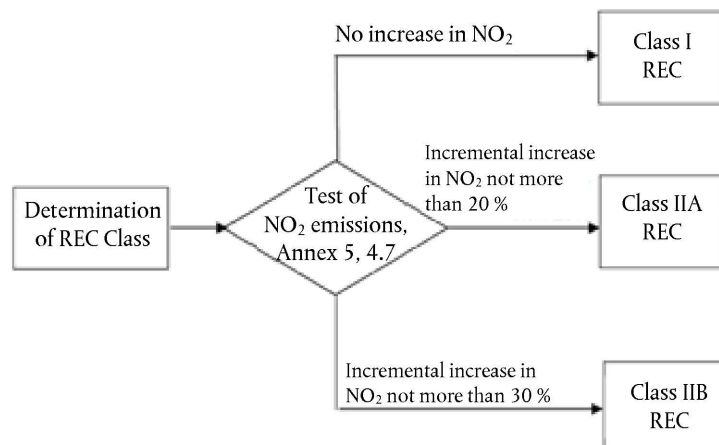 No increase in NO₂
Class I
REC
Incremental increase
in NO₂ not more
than 20 %
Test of
NO₂ emissions,
Annex 5, 4.7
Determination
of REC Class
Class IIA
REC
Incremental increase in
NO₂ not more than 30 %
Class IIB
REC